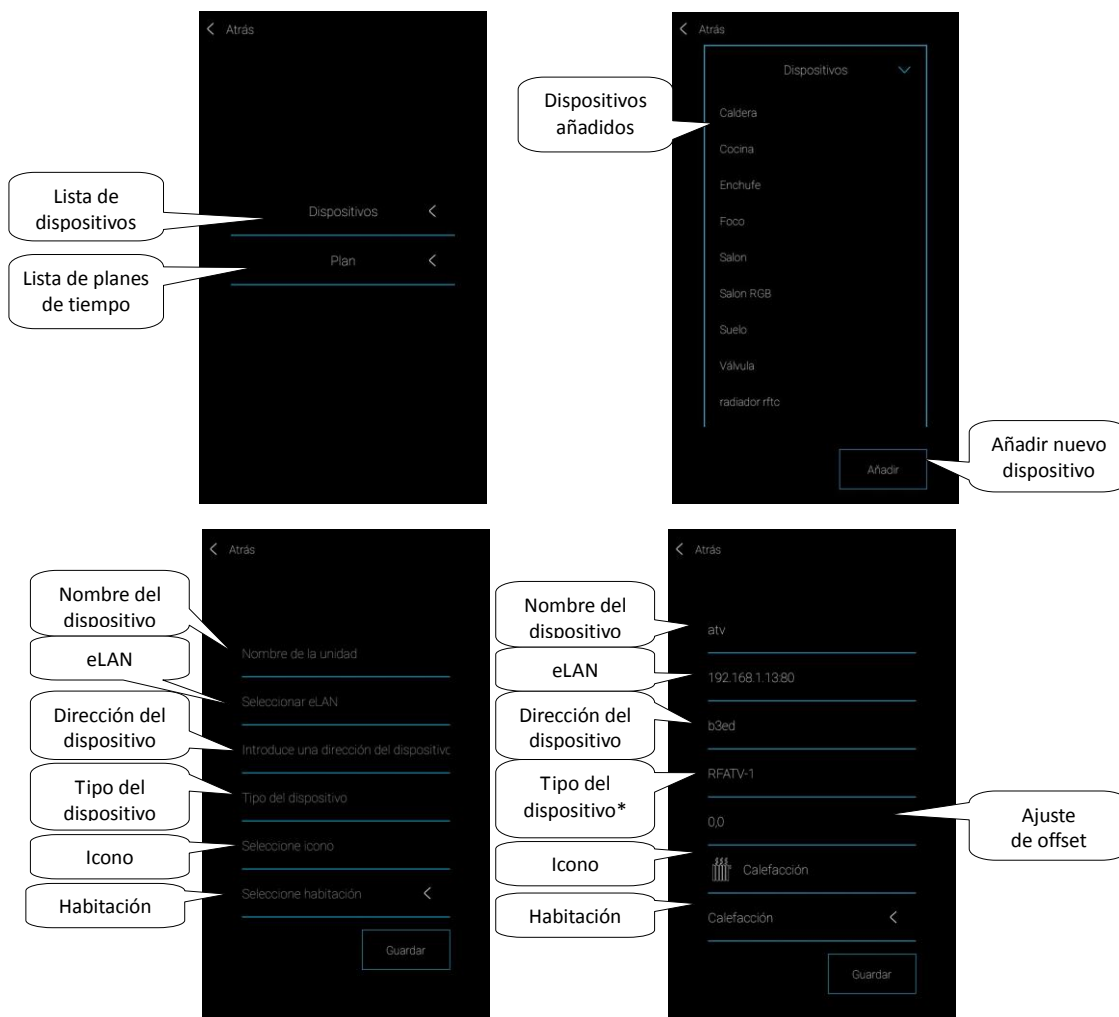 Atrás
Lista de
dispositivos
Dispositivos
Lista de planes
de tiempo
Plan
Atrás
Dispositivos
Dispositivos
añadidos
Caldera
Cocina
Enchufe
Foco
Salon
Salon RGB
Suelo
Válvula
radiador rftc
Añadir
Añadir nuevo
dispositivo
Atrás
Nombre del
dispositivo
Nombre de la unidad
eLAN
Seleccionar eLAN
Dirección del
dispositivo
Introduce una dirección del dispositivo
Tipo del
dispositivo
Tipo del dispositivo
Icono
Seleccione icono
Habitación
Seleccione habitación
Guardar
Atrás
Nombre del
dispositivo
atv
eLAN
192.168.1.13:80
Dirección del
dispositivo
b3ed
Tipo del
dispositivo*
RFATV-1
0,0
Ajuste
de offset
Icono
Calefacción
Habitación
Calefacción
Guardar